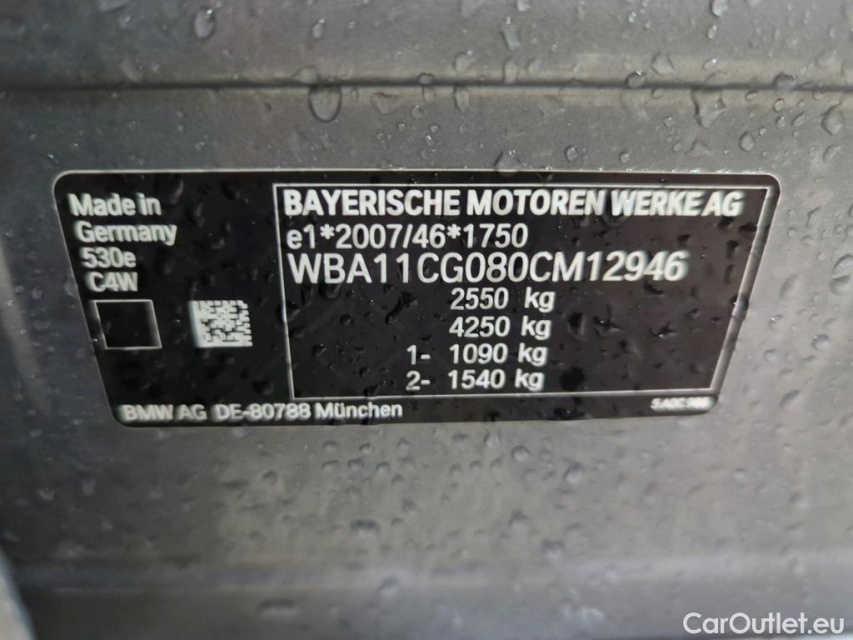 Made in
Germany
530e
C4W
BAYERISCHE MOTOREN WERKE AG
e1*2007/46*1750
WBA11CG080CM12946
2550 kg
4250 kg
1- 1090 kg
2- 1540 kg
BMW AG DE-80788 München
CarOutlet.eu